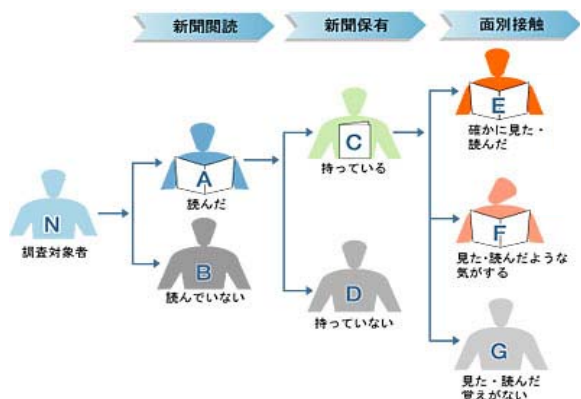 新聞閲読
新聞保有
面別接触
N
調査対象者
A
読んだ
B
読んでいない
C
持っている
D
持っていない
E
確かに見た・
読んだ
F
見た・読んだような
気がする
G
見た・読んだ
覚えがない